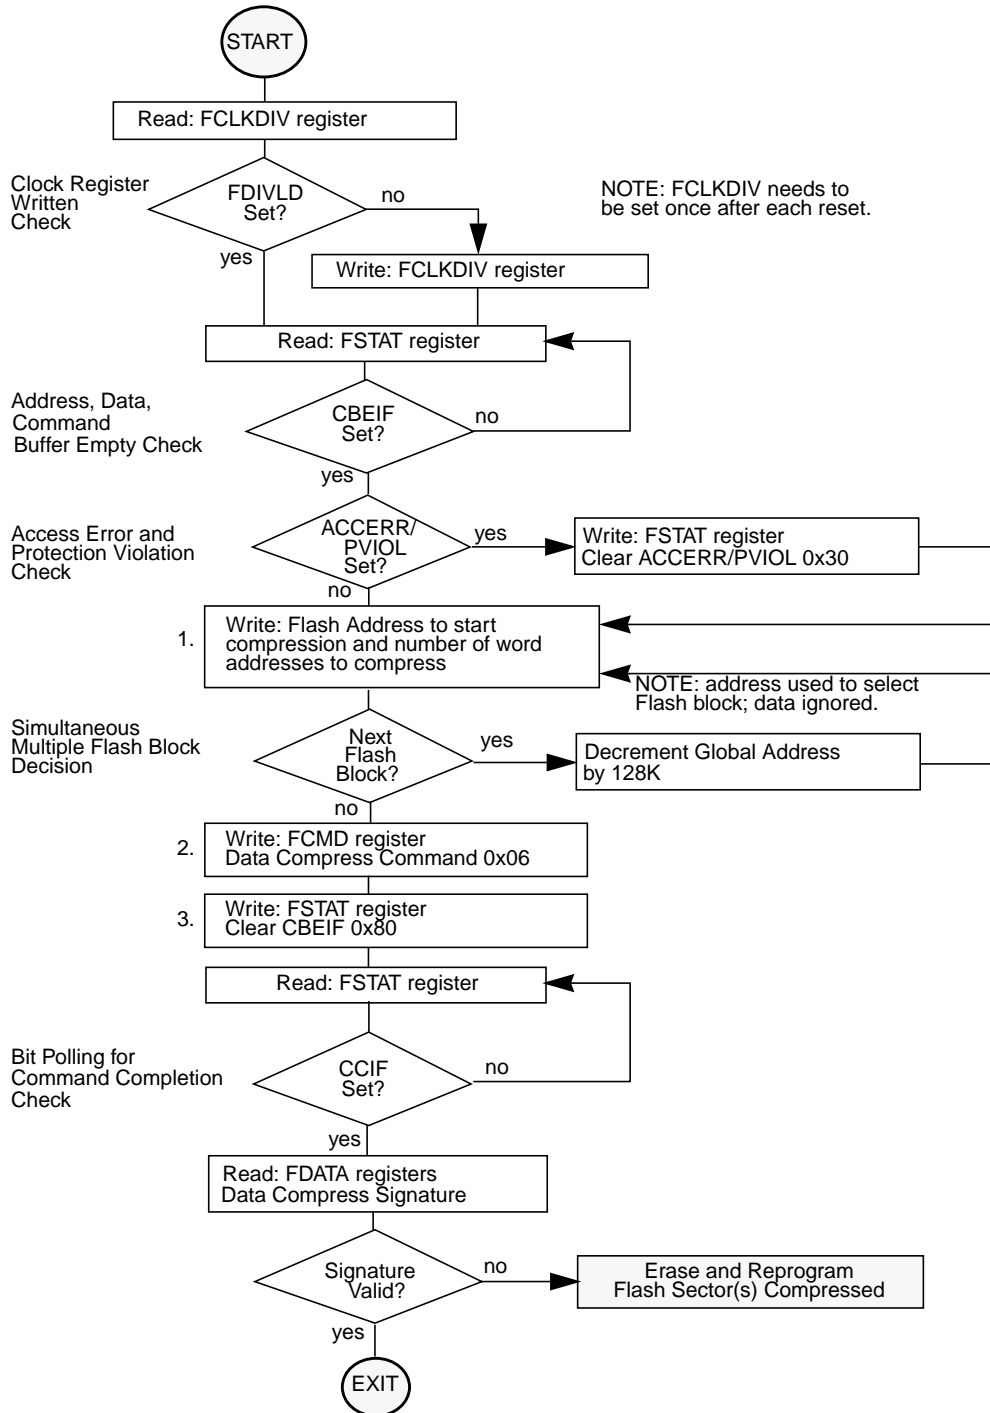 START
Read: FCLKDIV register
Clock Register
Written
Check
FDIVLD
Set?
no
yes
NOTE: FCLKDIV needs to
be set once after each reset.
Write: FCLKDIV register
Read: FSTAT register
Address, Data,
Command
Buffer Empty Check
CBEIF
Set?
no
yes
Access Error and
Protection Violation
Check
ACCERR/
PVIOL
Set?
yes
no
Write: FSTAT register
Clear ACCERR/PVIOL 0x30
1.
Write: Flash Address to start
compression and number of word
addresses to compress
NOTE: address used to select
Flash block; data ignored.
Simultaneous
Multiple Flash Block
Decision
Next
Flash
Block?
yes
no
Decrement Global Address
by 128K
2.
Write: FCMD register
Data Compress Command 0x06
3.
Write: FSTAT register
Clear CBEIF 0x80
Read: FSTAT register
Bit Polling for
Command Completion
Check
CCIF
Set?
no
yes
Read: FDATA registers
Data Compress Signature
Signature
Valid?
no
yes
Erase and Reprogram
Flash Sector(s) Compressed
EXIT